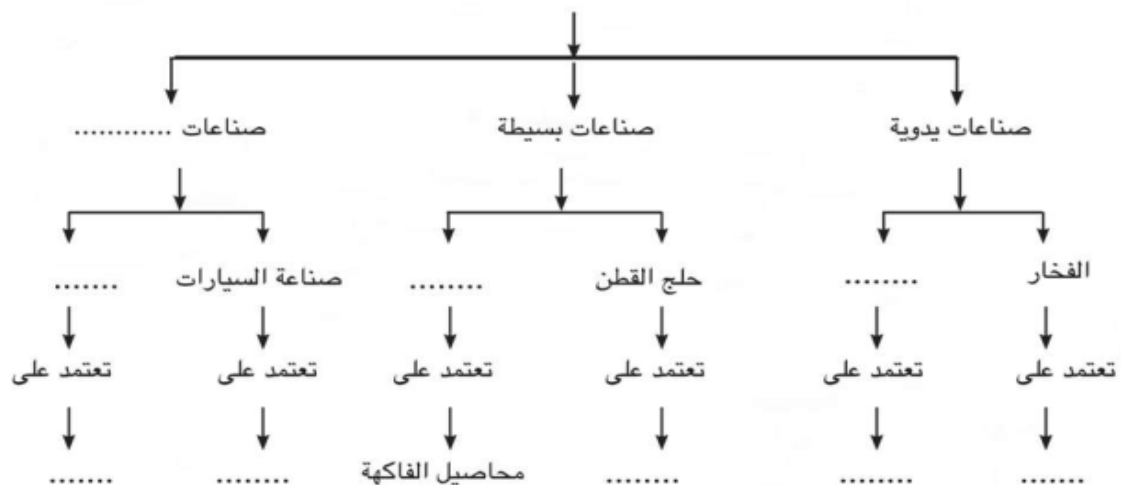 صناعات يدوية صناعات بسيطة صناعات ............
الفخار ........ حلج القطن ........ صناعة السيارات .......
تعتمد على تعتمد على تعتمد على تعتمد على تعتمد على تعتمد على
....... ........ ........ محاصيل الفاكهة ........ .......